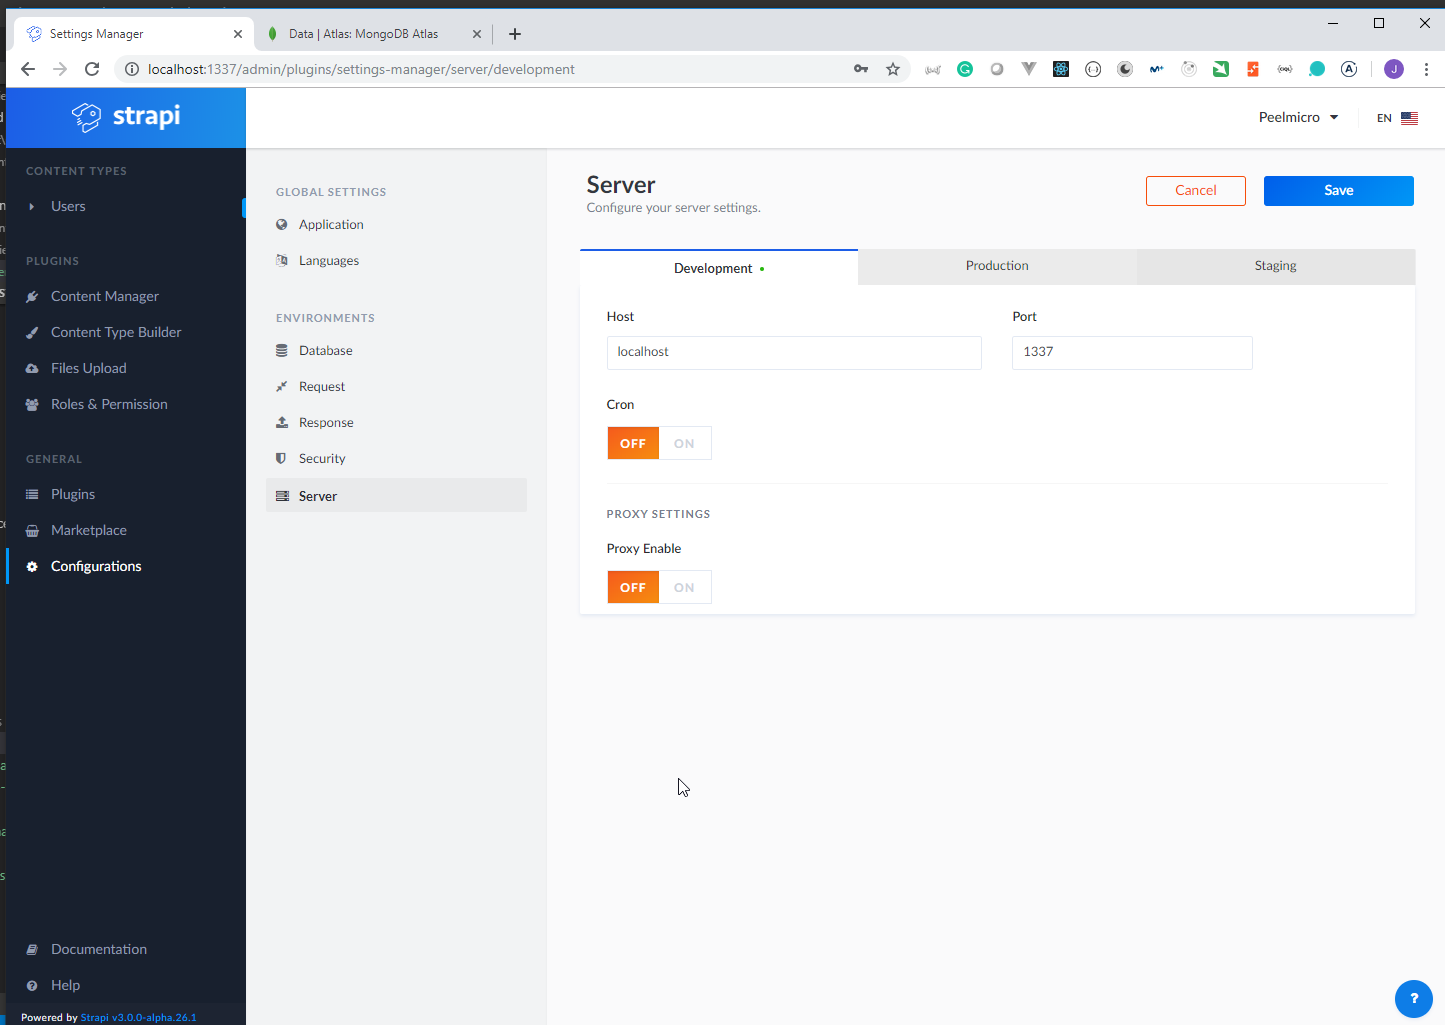 Settings Manager
Data | Atlas: MongoDB Atlas
localhost:1337/admin/plugins/settings-manager/server/development
J
strapi
Peelmicro
EN
CONTENT TYPES
Users
PLUGINS
Content Manager
Content Type Builder
Files Upload
Roles & Permission
GENERAL
Plugins
Marketplace
Configurations
Documentation
Help
Powered by Strapi v3.0.0-alpha.26.1
GLOBAL SETTINGS
Application
Languages
ENVIRONMENTS
Database
Request
Response
Security
Server
Server
Configure your server settings.
Cancel
Save
Development
Production
Staging
Host
Port
localhost
1337
Cron
OFF ON
PROXY SETTINGS
Proxy Enable
OFF ON
?